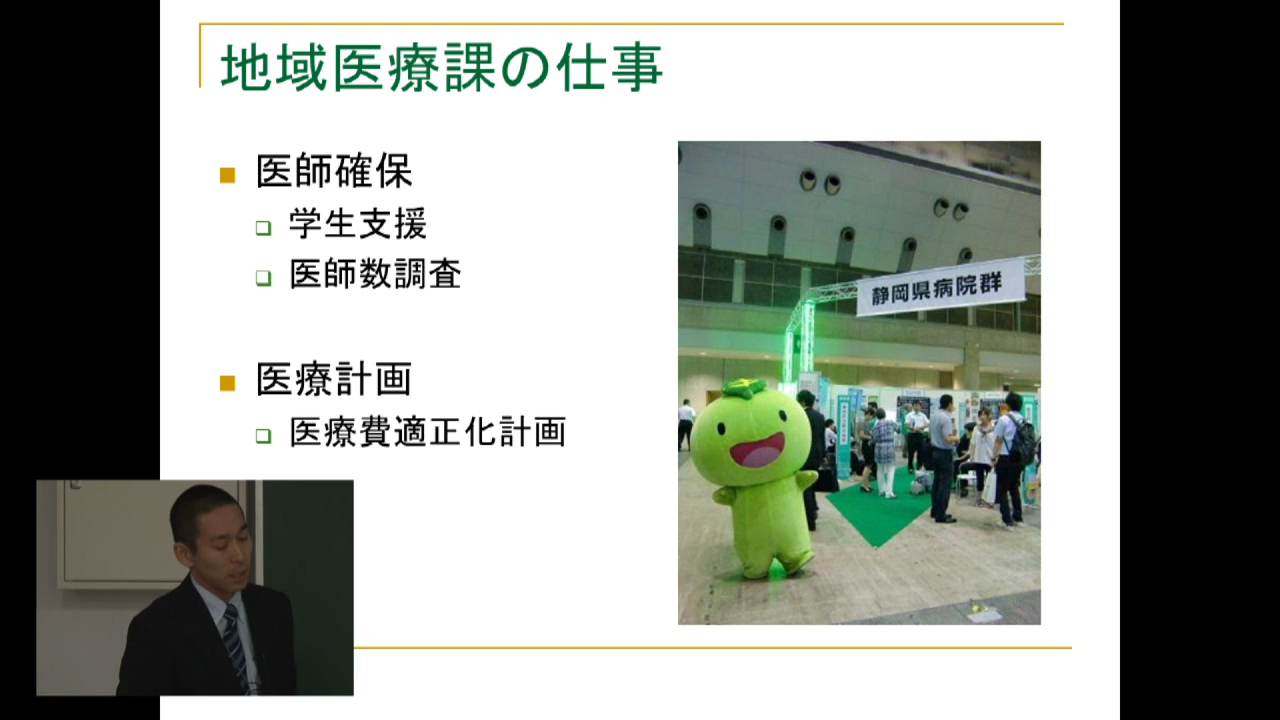 地域医療課の仕事
医師確保
学生支援
医師数調査
医療計画
医療費適正化計画
静岡県病院群